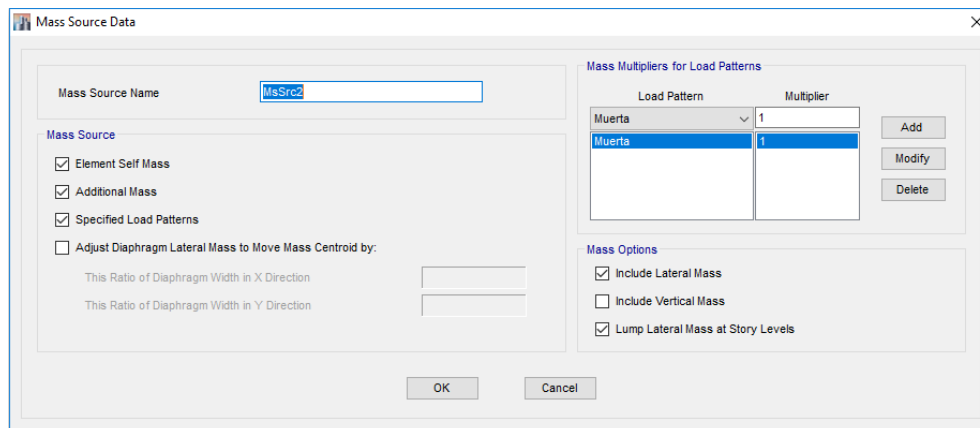 Mass Source Data
Mass Source Name
MsSrc2
Mass Source
Element Self Mass
Additional Mass
Specified Load Patterns
Adjust Diaphragm Lateral Mass to Move Mass Centroid by:
This Ratio of Diaphragm Width in X Direction
This Ratio of Diaphragm Width in Y Direction
Mass Multipliers for Load Patterns
Load Pattern Multiplier
Muerta 1
Muerta 1
Add
Modify
Delete
Mass Options
Include Lateral Mass
Include Vertical Mass
Lump Lateral Mass at Story Levels
OK Cancel